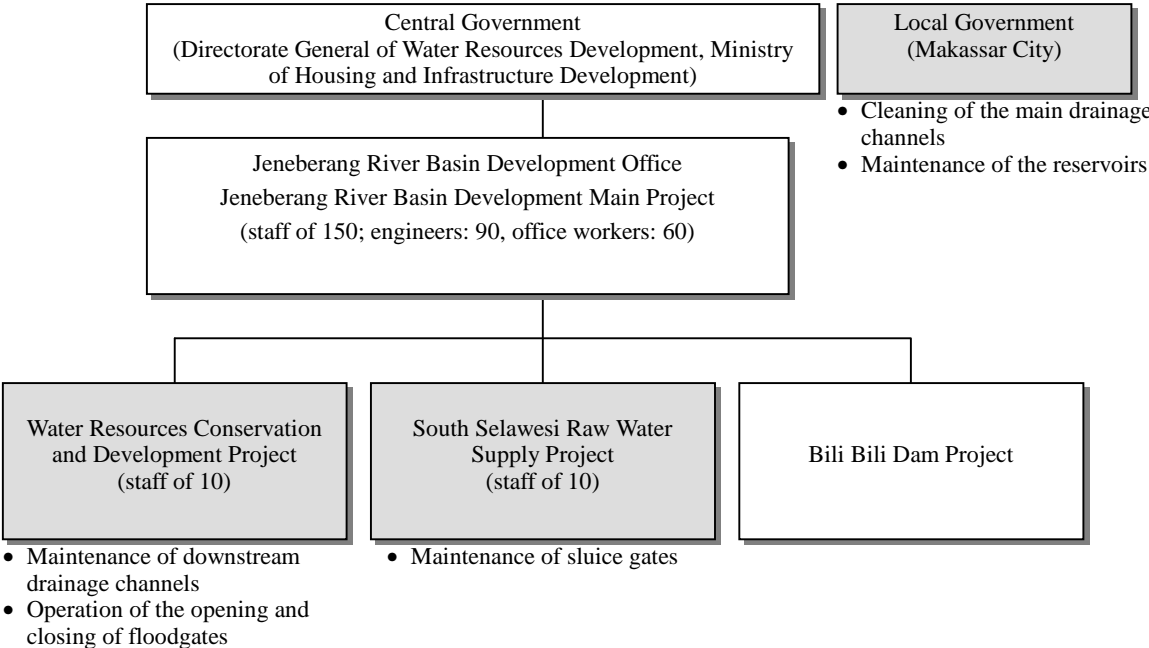 Central Government
(Directorate General of Water Resources Development, Ministry
of Housing and Infrastructure Development)
Local Government
(Makassar City)
• Cleaning of the main drainage
channels
• Maintenance of the reservoirs
Jeneberang River Basin Development Office
Jeneberang River Basin Development Main Project
(staff of 150; engineers: 90, office workers: 60)
Water Resources Conservation
and Development Project
(staff of 10)
• Maintenance of downstream
drainage channels
• Operation of the opening and
closing of floodgates
South Selawesi Raw Water
Supply Project
(staff of 10)
• Maintenance of sluice gates
Bili Bili Dam Project